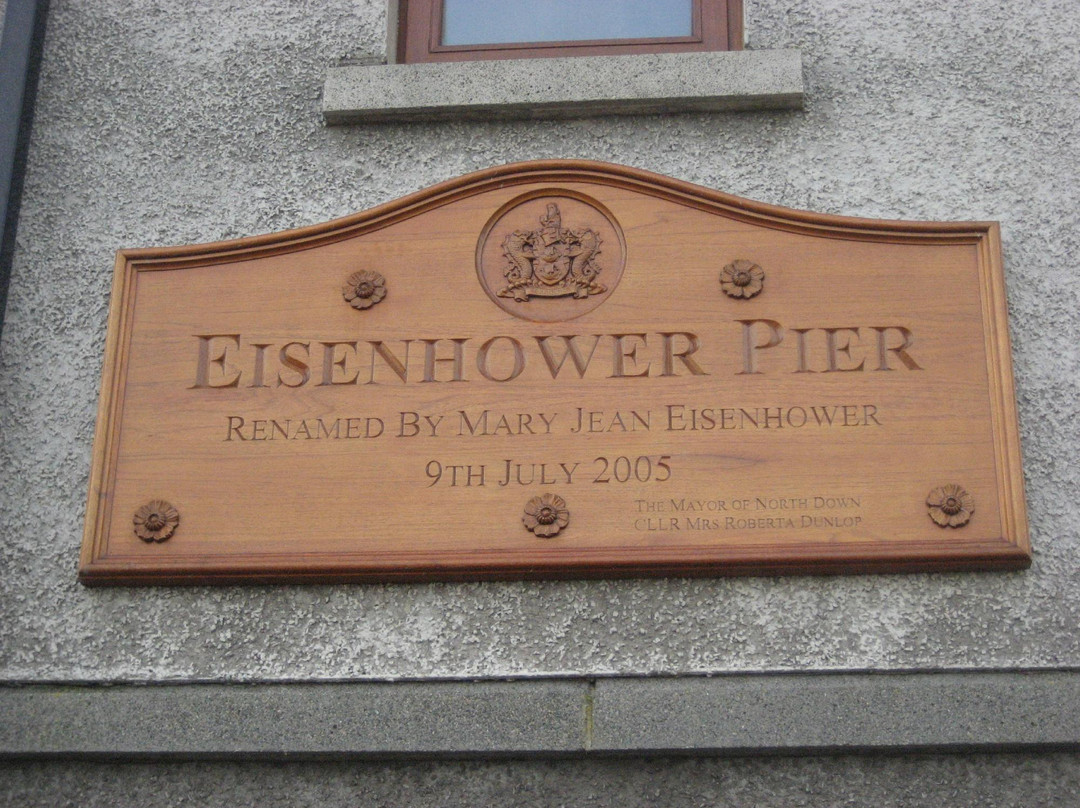 EISENHOWER PIER
RENAMED BY MARY JEAN EISENHOWER
9TH JULY 2005
THE MAYOR OF NORTH DOWN
CLLR MRS ROBERTA DUNLOP